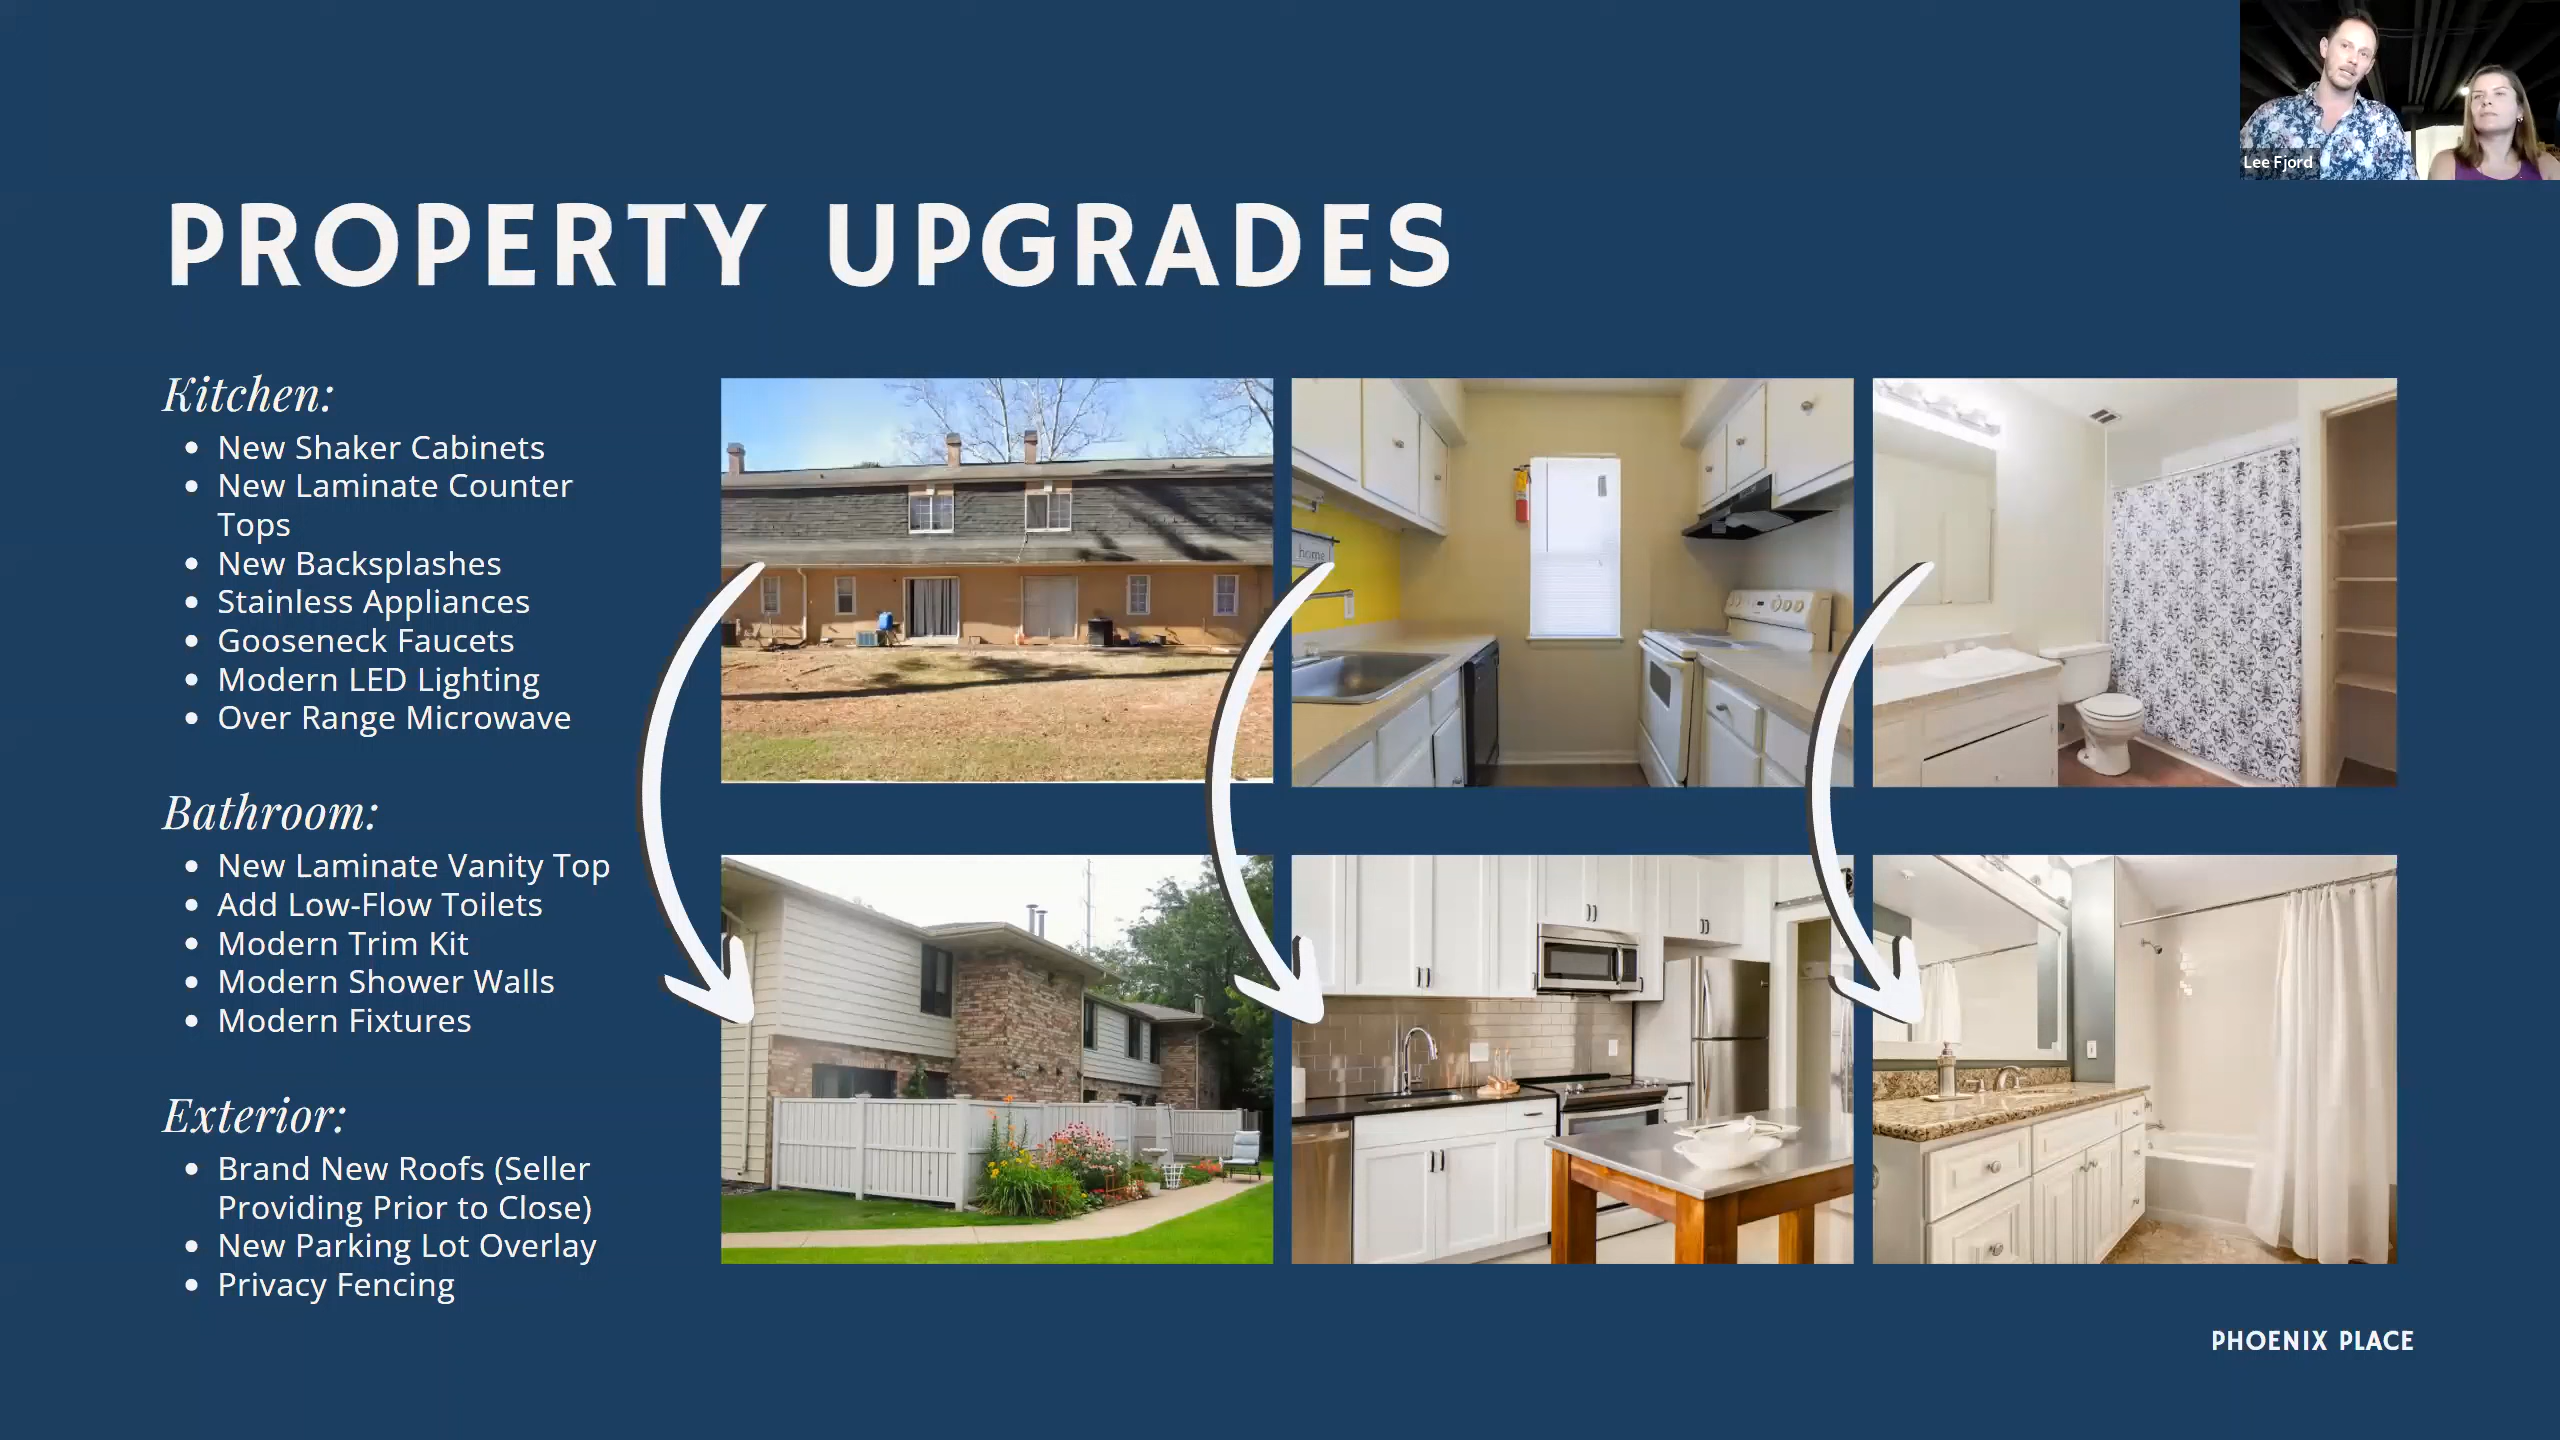 Lee Fjord
PROPERTY UPGRADES
Kitchen:
• New Shaker Cabinets
• New Laminate Counter
Tops
• New Backsplashes
• Stainless Appliances
• Gooseneck Faucets
• Modern LED Lighting
• Over Range Microwave
Bathroom:
• New Laminate Vanity Top
• Add Low-Flow Toilets
• Modern Trim Kit
• Modern Shower Walls
• Modern Fixtures
Exterior:
• Brand New Roofs (Seller
Providing Prior to Close)
• New Parking Lot Overlay
• Privacy Fencing
home
PHOENIX PLACE